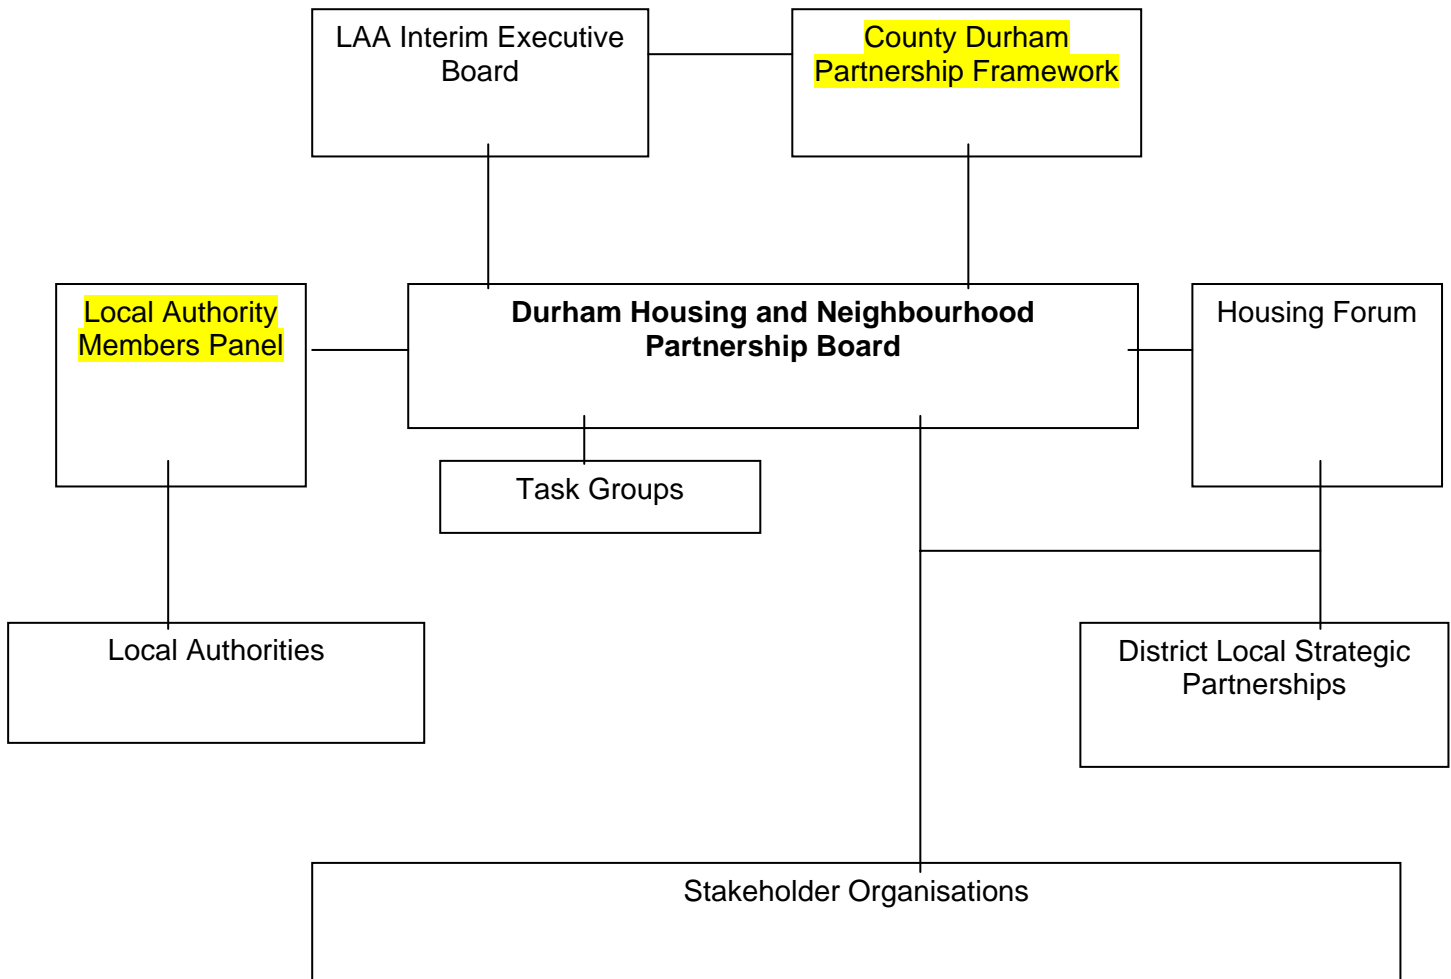 LAA Interim Executive
Board
County Durham
Partnership Framework
Local Authority
Members Panel
Durham Housing and Neighbourhood
Partnership Board
Housing Forum
Task Groups
Local Authorities
District Local Strategic
Partnerships
Stakeholder Organisations